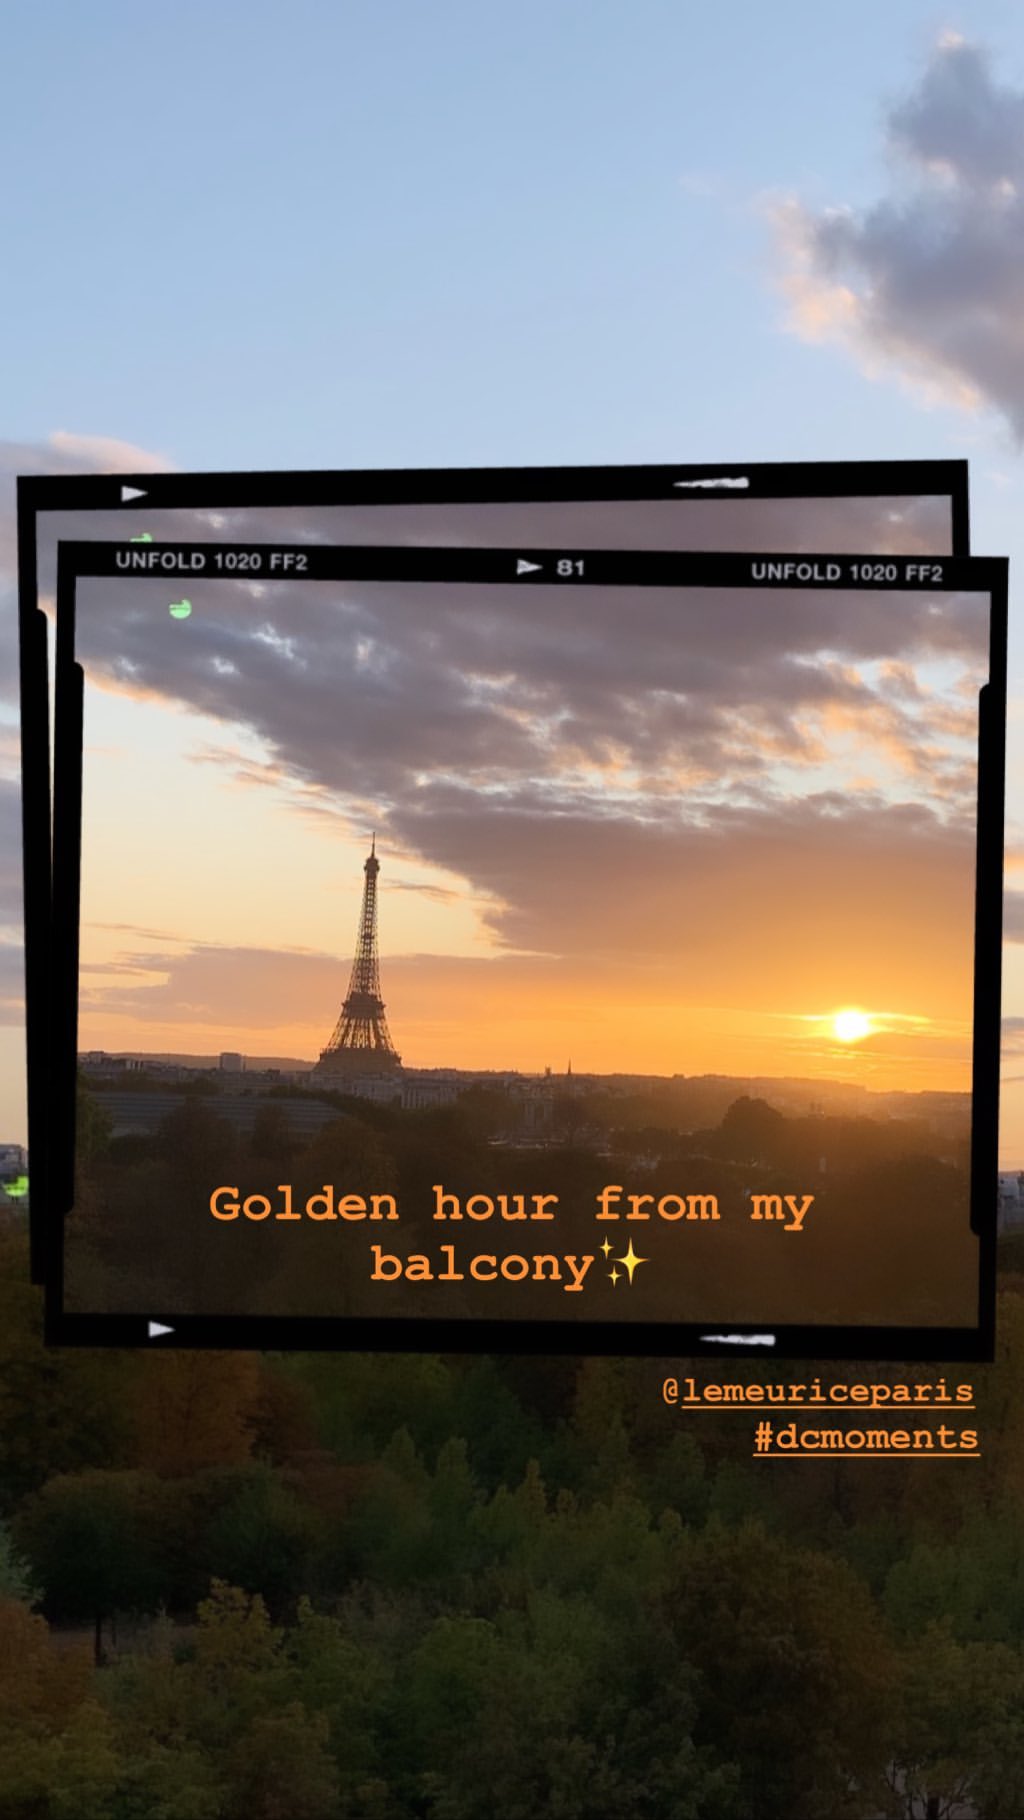 UNFOLD 1020 FF2 ▶ 81 UNFOLD 1020 FF2
Golden hour from my
balcony✨
@lemeuriceparis
#dcmoments